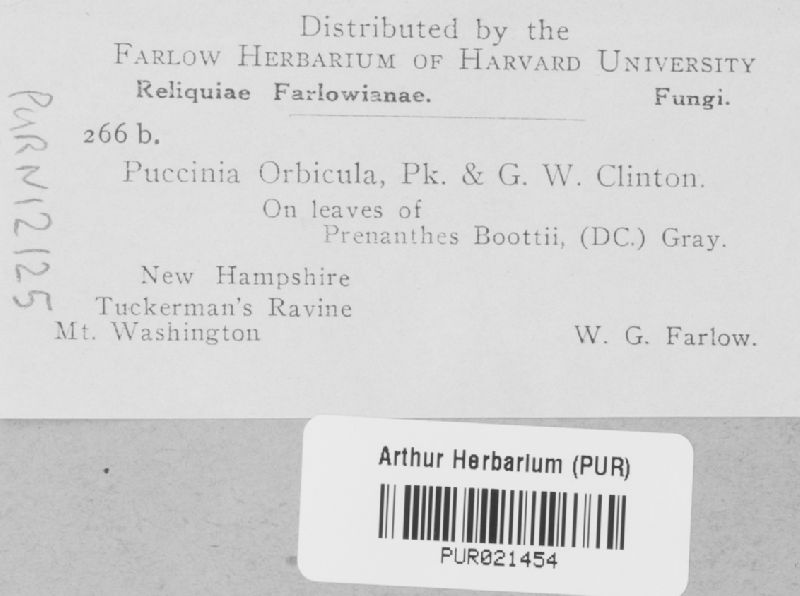 Distributed by the
FARLOW HERBARIUM OF HARVARD UNIVERSITY
Reliquiae Farlowianae. Fungi.
266 b.
Puccinia Orbicula, Pk. & G. W. Clinton.
On leaves of
Prenanthes Boottii, (DC.) Gray.
New Hampshire
Tuckerman's Ravine
Mt. Washington W. G. Farlow.
PUR N12125
Arthur Herbarium (PUR)
PUR021454